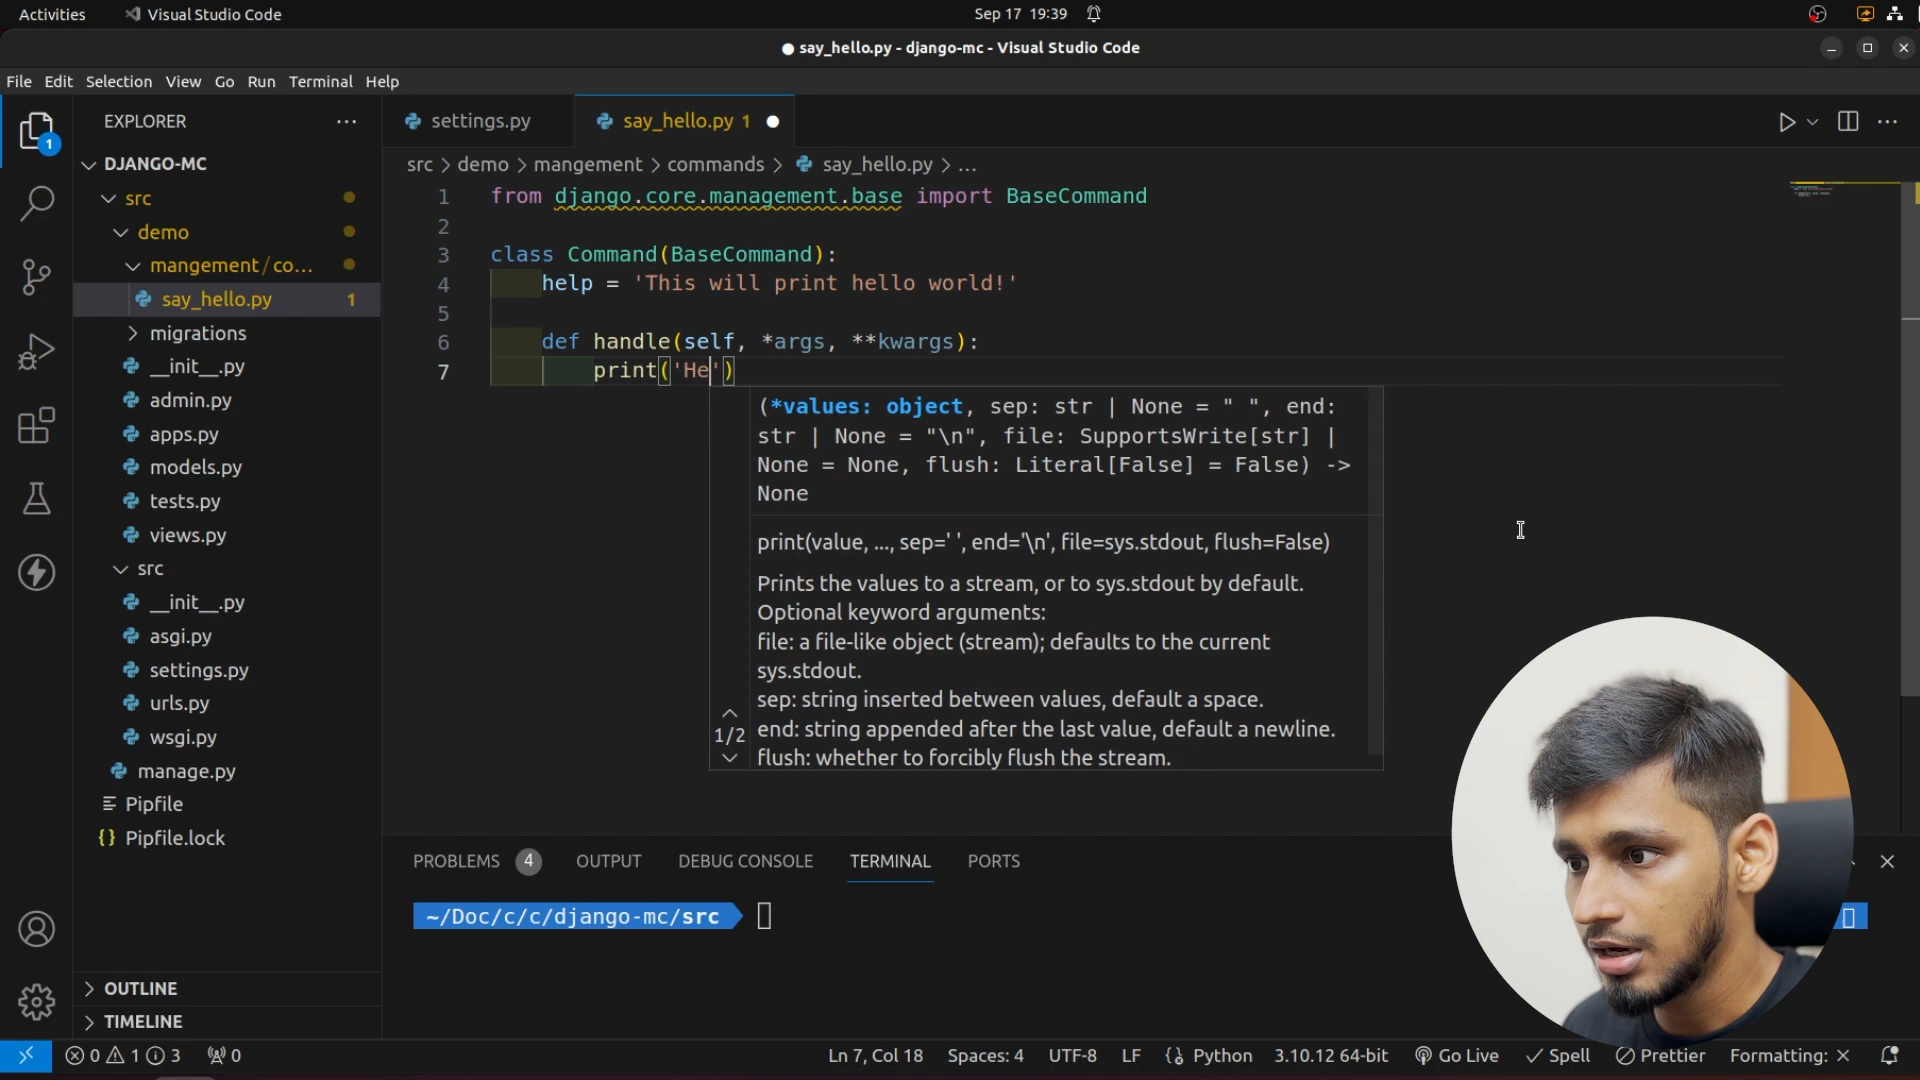 Activities
Visual Studio Code
Sep 17 19:39
● say_hello.py - django-mc - Visual Studio Code
File Edit Selection View Go Run Terminal Help
EXPLORER
DJANGO-MC
src
demo
mangement / co...
say_hello.py 1
migrations
__init__.py
admin.py
apps.py
models.py
tests.py
views.py
src
__init__.py
asgi.py
settings.py
urls.py
wsgi.py
manage.py
Pipfile
{} Pipfile.lock
OUTLINE
TIMELINE
1
settings.py
say_hello.py 1
src > demo > mangement > commands > say_hello.py > ...
1 from django.core.management.base import BaseCommand
2
3 class Command(BaseCommand):
4 help = 'This will print hello world!'
5
6 def handle(self, *args, **kwargs):
7 print('He')
(*values: object, sep: str | None = " ", end:
str | None = "\n", file: SupportsWrite[str] |
None = None, flush: Literal[False] = False) ->
None
print(value, ..., sep=' ', end='\n', file=sys.stdout, flush=False)
Prints the values to a stream, or to sys.stdout by default.
Optional keyword arguments:
file: a file-like object (stream); defaults to the current
sys.stdout.
sep: string inserted between values, default a space.
end: string appended after the last value, default a newline.
flush: whether to forcibly flush the stream.
1/2
PROBLEMS 4 OUTPUT DEBUG CONSOLE TERMINAL PORTS
~/Doc/c/c/django-mc/src
0 1 3 0
Ln 7, Col 18 Spaces: 4 UTF-8 LF Python 3.10.12 64-bit Go Live Spell Prettier Formatting: ×